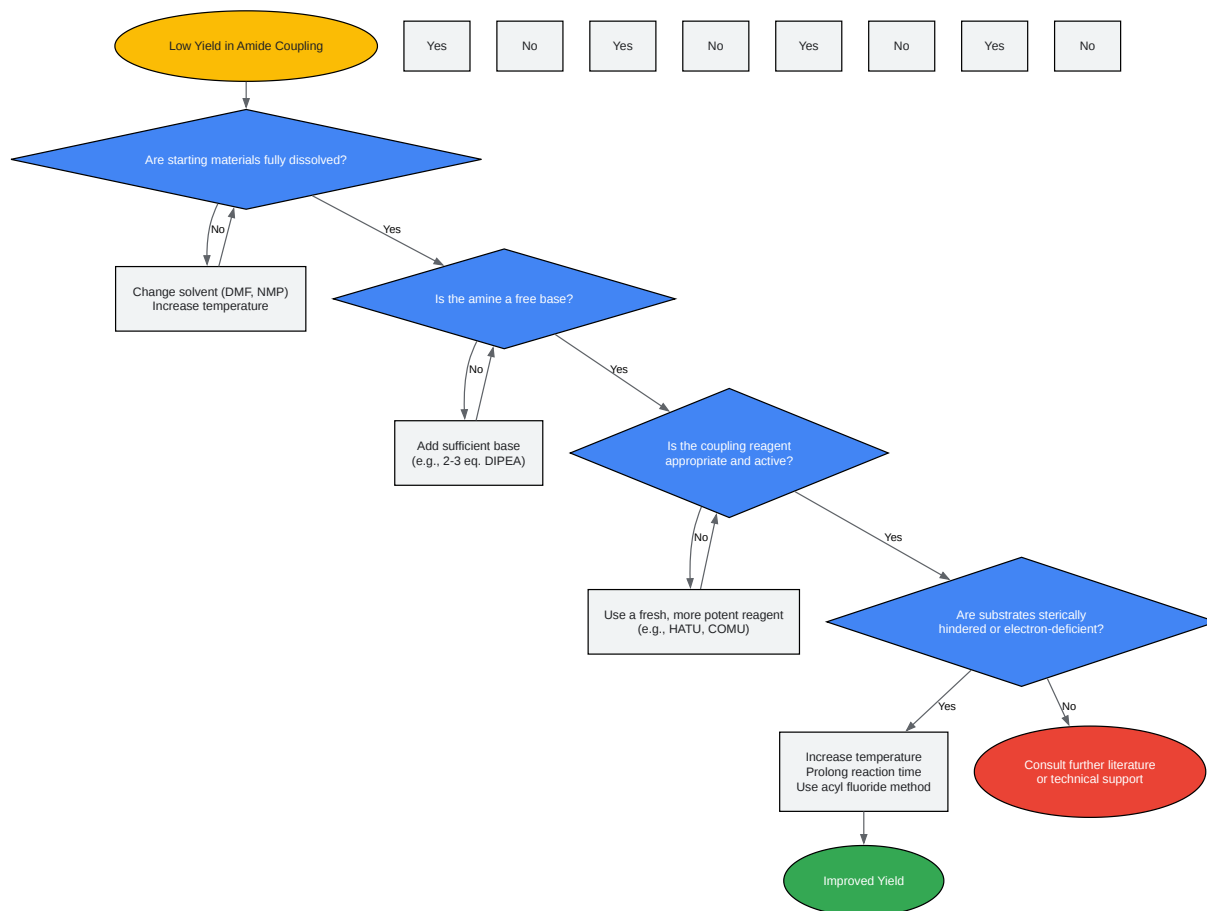 Low Yield in Amide Coupling
Yes
No
Yes
No
Yes
No
Yes
No
Are starting materials fully dissolved?
No
Yes
Change solvent (DMF, NMP)
Increase temperature
Is the amine a free base?
No
Yes
Add sufficient base
(e.g., 2-3 eq. DIPEA)
Is the coupling reagent
appropriate and active?
No
Yes
Use a fresh, more potent reagent
(e.g., HATU, COMU)
Are substrates sterically
hindered or electron-deficient?
Yes
No
Increase temperature
Prolong reaction time
Use acyl fluoride method
Consult further literature
or technical support
Improved Yield